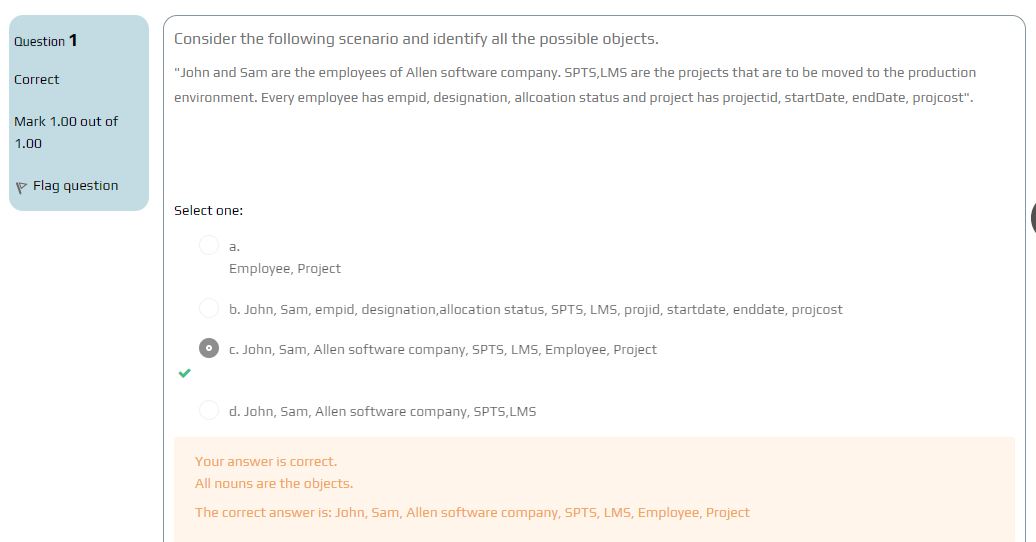 Question 1
Correct
Mark 1.00 out of
1.00
Flag question
Consider the following scenario and identify all the possible objects.
"John and Sam are the employees of Allen software company. SPTS,LMS are the projects that are to be moved to the production
environment. Every employee has empid, designation, allcoation status and project has projectid, startDate, endDate, projcost".
Select one:
a.
Employee, Project
b. John, Sam, empid, designation,allocation status, SPTS, LMS, projid, startdate, enddate, projcost
c. John, Sam, Allen software company, SPTS, LMS, Employee, Project
d. John, Sam, Allen software company, SPTS,LMS
Your answer is correct.
All nouns are the objects.
The correct answer is: John, Sam, Allen software company, SPTS, LMS, Employee, Project